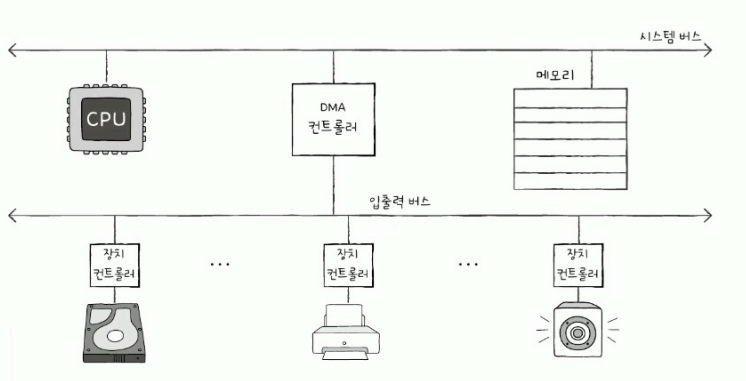 시스템 버스
메모리
DMA
컨트롤러
CPU
입출력 버스
장치
컨트롤러
...
장치
컨트롤러
...
장치
컨트롤러